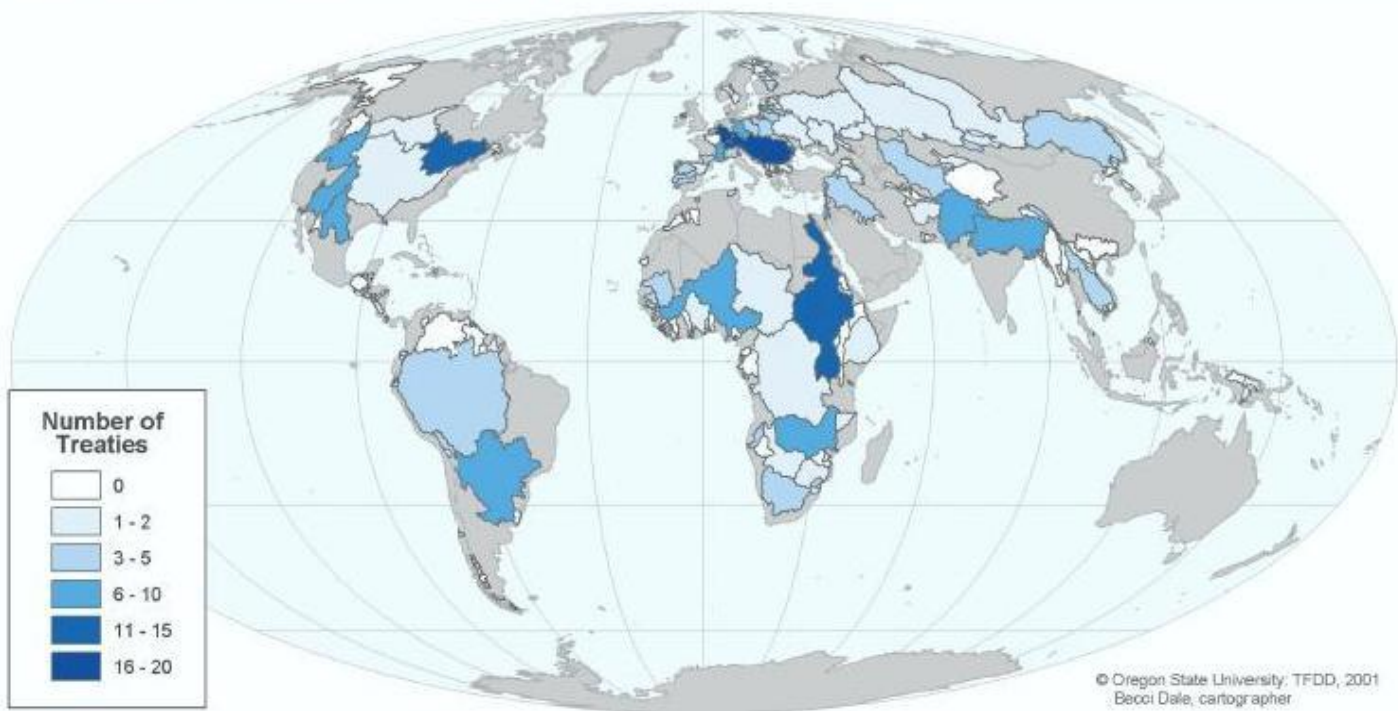 Number of
Treaties
0
1 - 2
3 - 5
6 - 10
11 - 15
16 - 20
© Oregon State University: TFDD, 2001
Becci Dale, cartographer